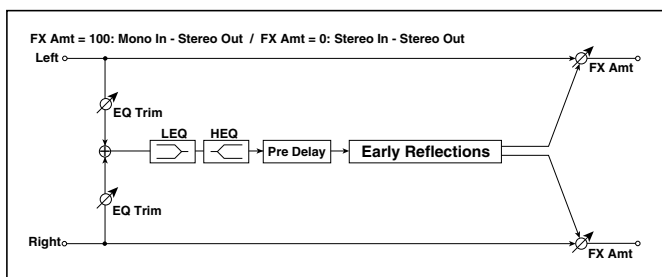 FX Amt = 100: Mono In - Stereo Out / FX Amt = 0: Stereo In - Stereo Out
Left
FX Amt
EQ Trim
LEQ
HEQ
Pre Delay
Early Reflections
EQ Trim
Right
FX Amt